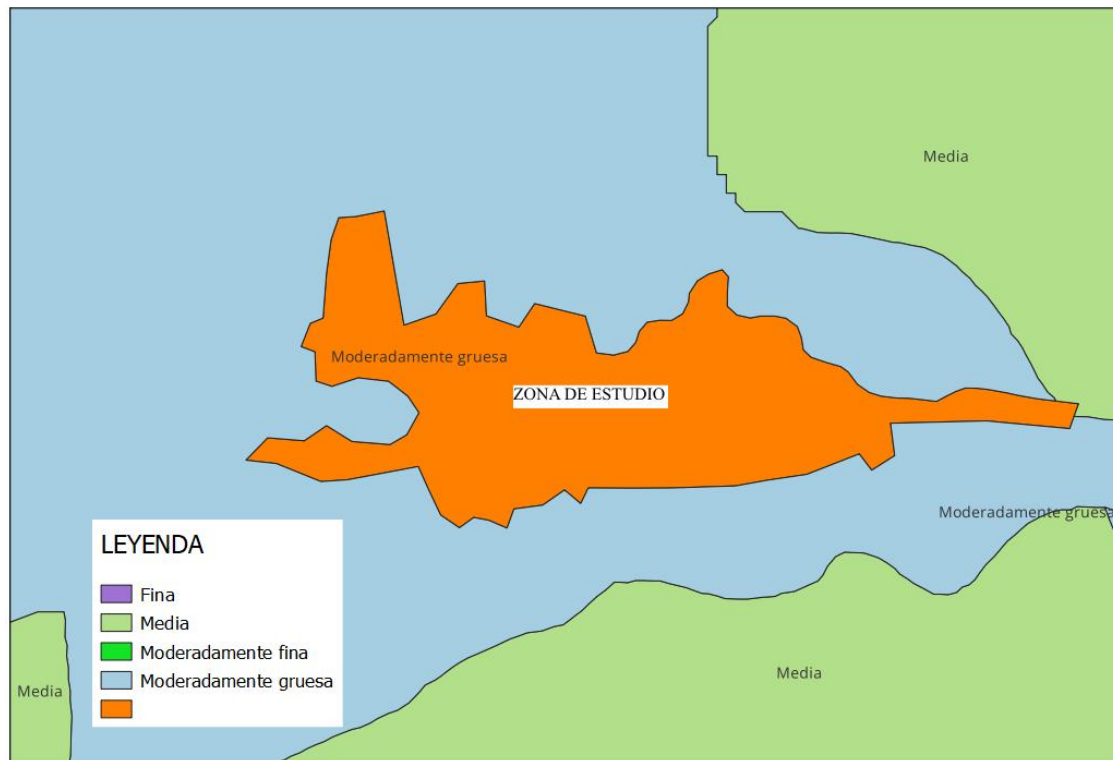 Media
Moderadamente gruesa
ZONA DE ESTUDIO
Moderadamente gruesa
LEYENDA
Fina
Media
Moderadamente fina
Moderadamente gruesa
Media
Media